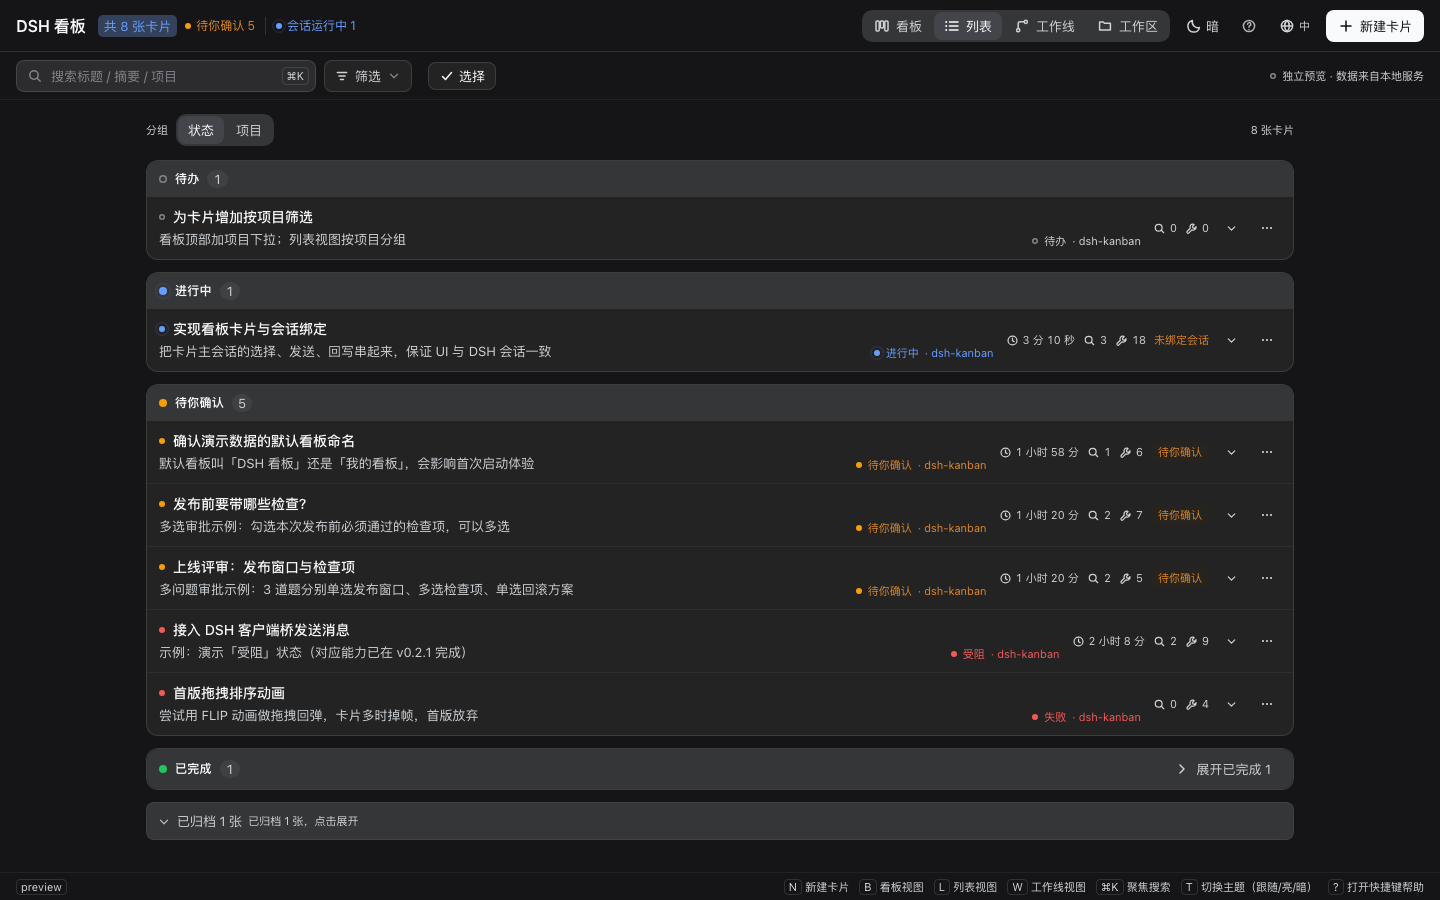 DSH 看板 共 8 张卡片 待你确认 5 会话运行中 1 看板 列表 工作线 工作区 暗 中 新建卡片
搜索标题 / 摘要 / 项目 ⌘K 筛选 选择 独立预览 · 数据来自本地服务
分组 状态 项目 8 张卡片
待办 1
为卡片增加按项目筛选
看板顶部加项目下拉；列表视图按项目分组 待办 · dsh-kanban 0 0
进行中 1
实现看板卡片与会话绑定
把卡片主会话的选择、发送、回写串起来，保证 UI 与 DSH 会话一致 进行中 · dsh-kanban 3 分 10 秒 3 18 未绑定会话
待你确认 5
确认演示数据的默认看板命名
默认看板叫「DSH 看板」还是「我的看板」，会影响首次启动体验 待你确认 · dsh-kanban 1 小时 58 分 1 6 待你确认
发布前要带哪些检查？
多选审批示例：勾选本次发布前必须通过的检查项，可以多选 待你确认 · dsh-kanban 1 小时 20 分 2 7 待你确认
上线评审：发布窗口与检查项
多问题审批示例：3 道题分别单选发布窗口、多选检查项、单选回滚方案 待你确认 · dsh-kanban 1 小时 20 分 2 5 待你确认
接入 DSH 客户端桥发送消息
示例：演示「受阻」状态（对应能力已在 v0.2.1 完成） 受阻 · dsh-kanban 2 小时 8 分 2 9
首版拖拽排序动画
尝试用 FLIP 动画做拖拽回弹，卡片多时掉帧，首版放弃 失败 · dsh-kanban 0 4
已完成 1 展开已完成 1
已归档 1 张 已归档 1 张，点击展开
preview N 新建卡片 B 看板视图 L 列表视图 W 工作线视图 ⌘K 聚焦搜索 T 切换主题（跟随/亮/暗） ? 打开快捷键帮助